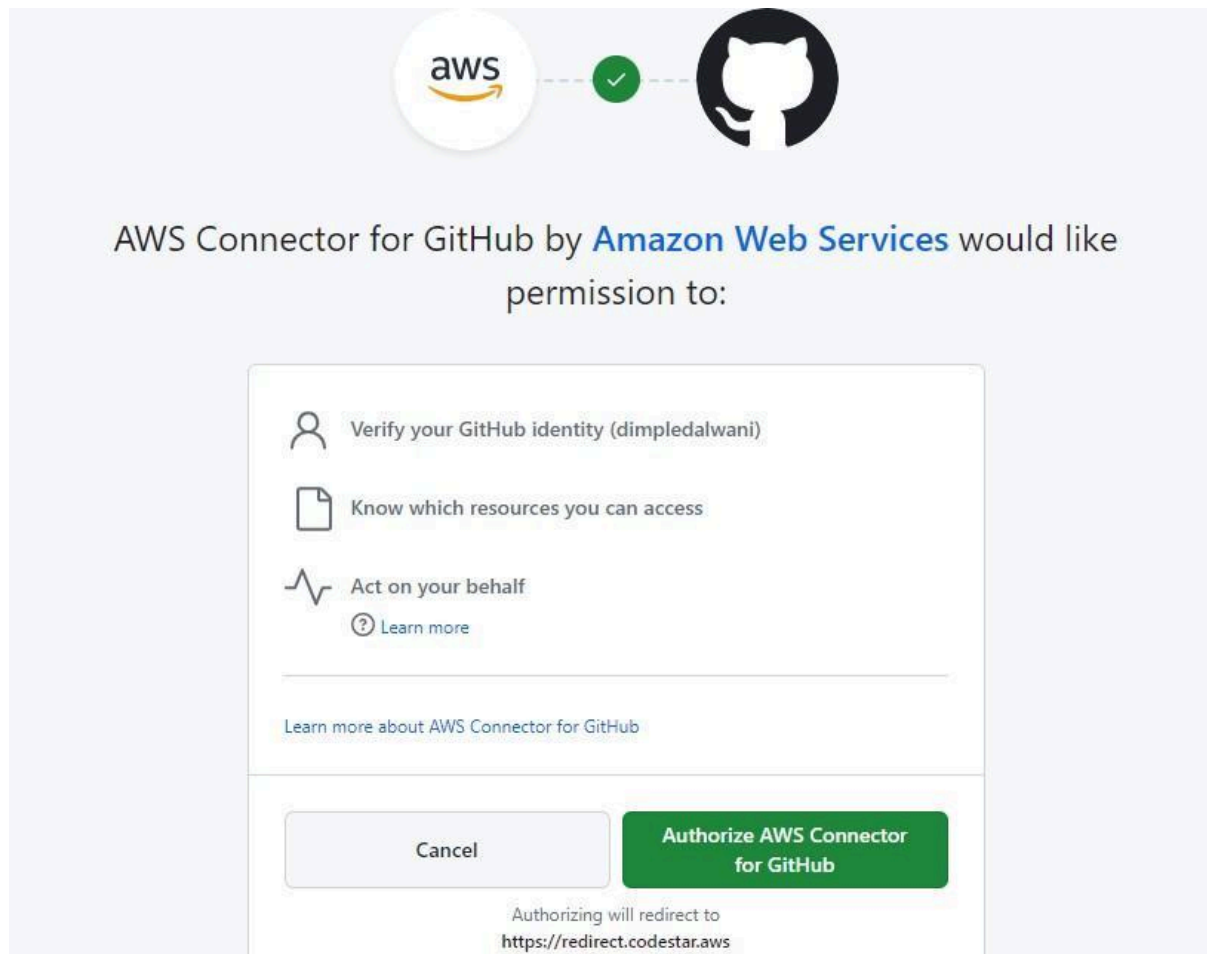 aws
AWS Connector for GitHub by Amazon Web Services would like
permission to:
Verify your GitHub identity (dimpledalwani)
Know which resources you can access
Act on your behalf
? Learn more
Learn more about AWS Connector for GitHub
Cancel
Authorize AWS Connector
for GitHub
Authorizing will redirect to
https://redirect.codestar.aws